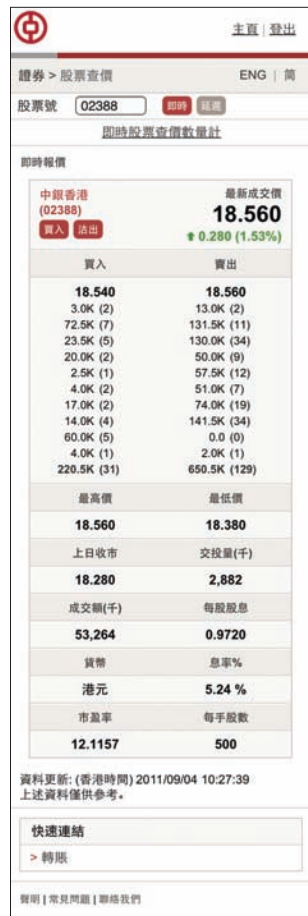 主頁 | 登出
證券 > 股票查價 ENG | 简
股票號 02388 即時 延遲
即時股票查價數量計
即時報價
中銀香港 最新成交價
(02388) 18.560
買入 沽出 0.280 (1.53%)
買入 賣出
18.540 18.560
3.0K (2) 13.0K (2)
72.5K (7) 131.5K (11)
23.5K (5) 130.0K (34)
20.0K (2) 50.0K (9)
2.5K (1) 57.5K (12)
4.0K (2) 51.0K (7)
17.0K (2) 74.0K (19)
14.0K (4) 141.5K (34)
60.0K (5) 0.0 (0)
4.0K (1) 2.0K (1)
220.5K (31) 650.5K (129)
最高價 最低價
18.560 18.380
上日收市 交投量(千)
18.280 2,882
成交額(千) 每股股息
53,264 0.9720
貨幣 息率%
港元 5.24 %
市盈率 每手股數
12.1157 500
資料更新: (香港時間) 2011/09/04 10:27:39
上述資料僅供參考。
快速連結
> 轉賬
聲明 | 常見問題 | 聯絡我們